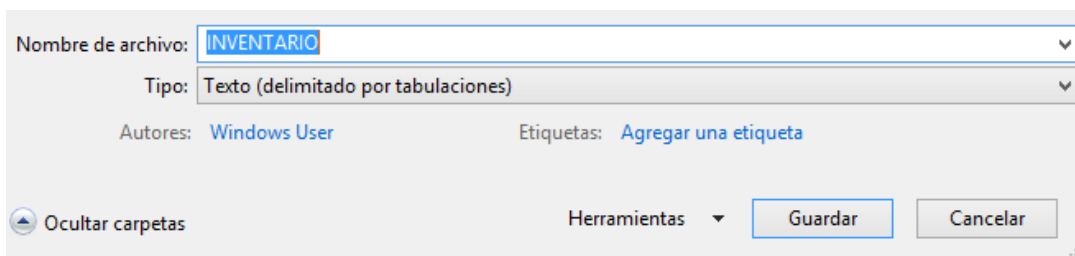 Nombre de archivo: INVENTARIO
Tipo: Texto (delimitado por tabulaciones)
Autores: Windows User Etiquetas: Agregar una etiqueta
Ocultar carpetas Herramientas Guardar Cancelar